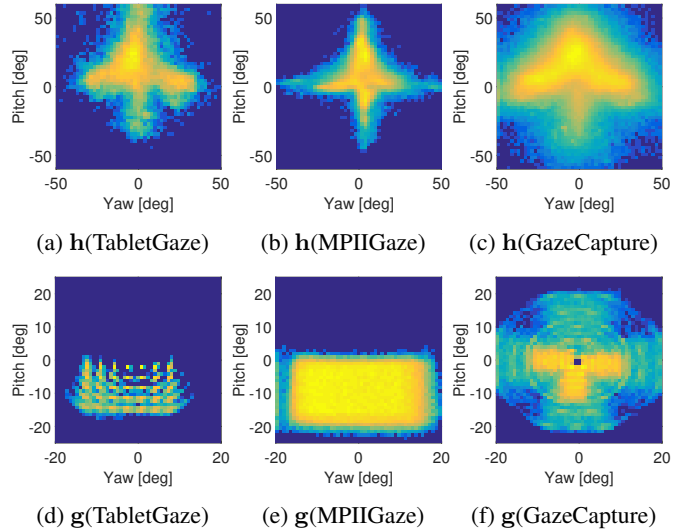 50
0
-50
Pitch [deg]
-50 0 50
Yaw [deg]
50
0
-50
Pitch [deg]
-50 0 50
Yaw [deg]
50
0
-50
Pitch [deg]
-50 0 50
Yaw [deg]
(a) h(TabletGaze)
(b) h(MPIIGaze)
(c) h(GazeCapture)
20
10
0
-10
-20
Pitch [deg]
-20 0 20
Yaw [deg]
20
10
0
-10
-20
Pitch [deg]
-20 0 20
Yaw [deg]
20
10
0
-10
-20
Pitch [deg]
-20 0 20
Yaw [deg]
(d) g(TabletGaze)
(e) g(MPIIGaze)
(f) g(GazeCapture)